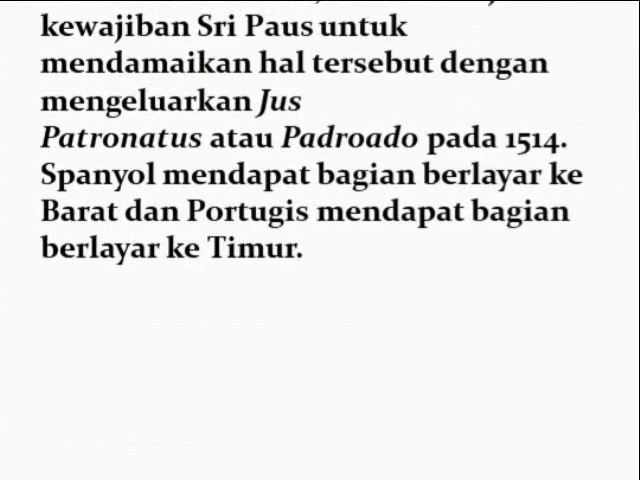 kewajiban Sri Paus untuk
mendamaikan hal tersebut dengan
mengeluarkan Jus
Patronatus atau Padroado pada 1514.
Spanyol mendapat bagian berlayar ke
Barat dan Portugis mendapat bagian
berlayar ke Timur.